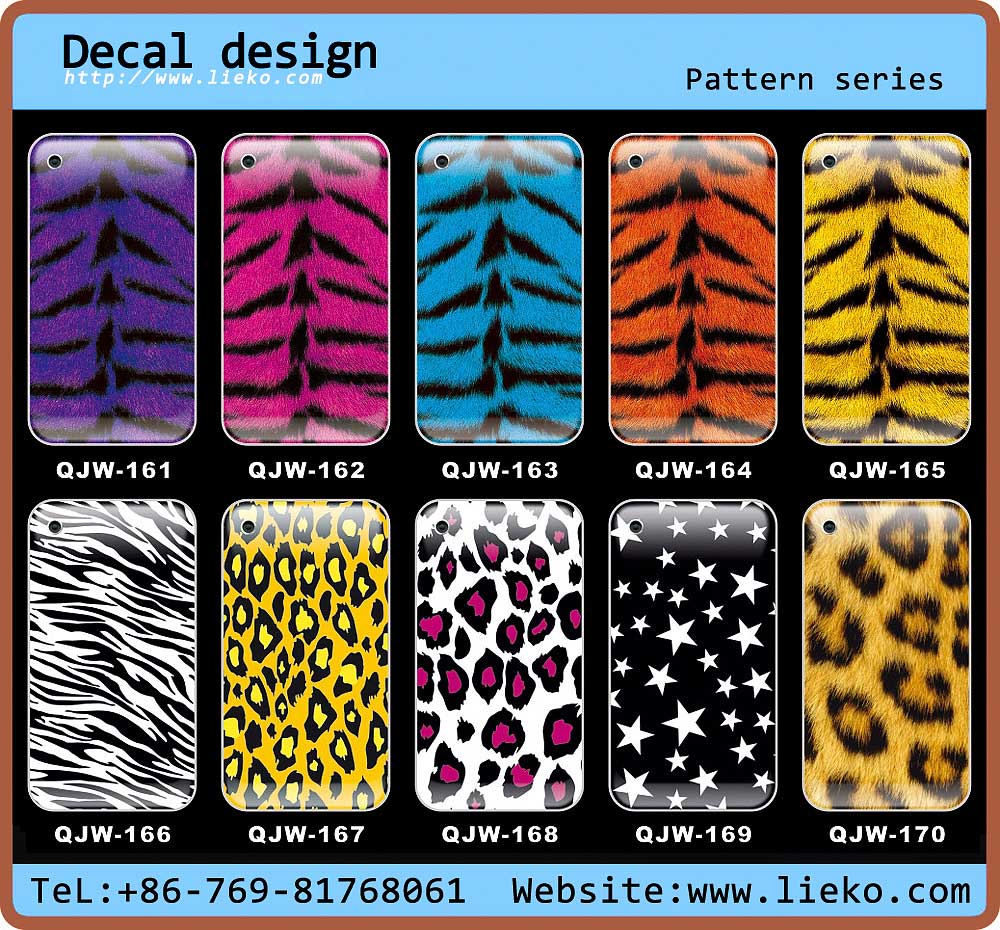 Decal design
http://www.lieko.com
Pattern series
QJW-161 QJW-162 QJW-163 QJW-164 QJW-165
QJW-166 QJW-167 QJW-168 QJW-169 QJW-170
TeL:+86-769-81768061 Website:www.lieko.com